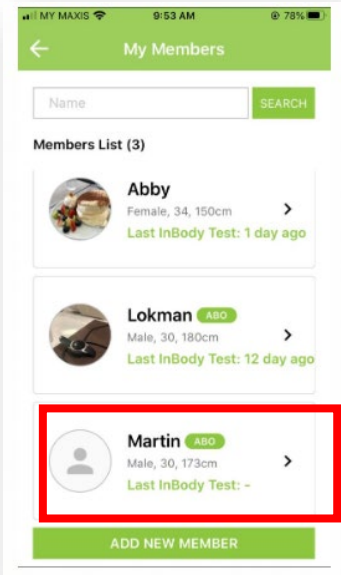 MY MAXIS 9:53 AM 78%
My Members
Name SEARCH
Members List (3)
Abby
Female, 34, 150cm
Last InBody Test: 1 day ago
Lokman ABO
Male, 30, 180cm
Last InBody Test: 12 day ago
Martin ABO
Male, 30, 173cm
Last InBody Test: -
ADD NEW MEMBER